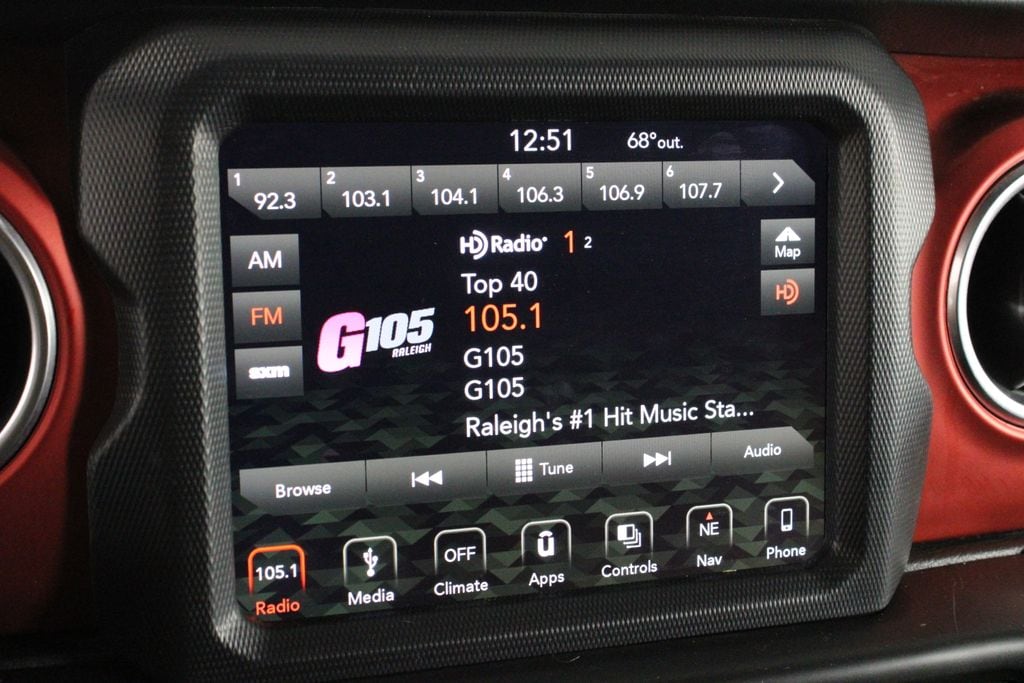 12:51 68° out.
1 92.3 2 103.1 3 104.1 4 106.3 5 106.9 6 107.7
HD Radio 1 2
Map
AM
Top 40
HD
FM
105.1
G105
RALEIGH
G105
sxm
G105
Raleigh's #1 Hit Music Sta...
Browse Tune Audio
105.1 OFF NE
Radio Media Climate Apps Controls Nav Phone